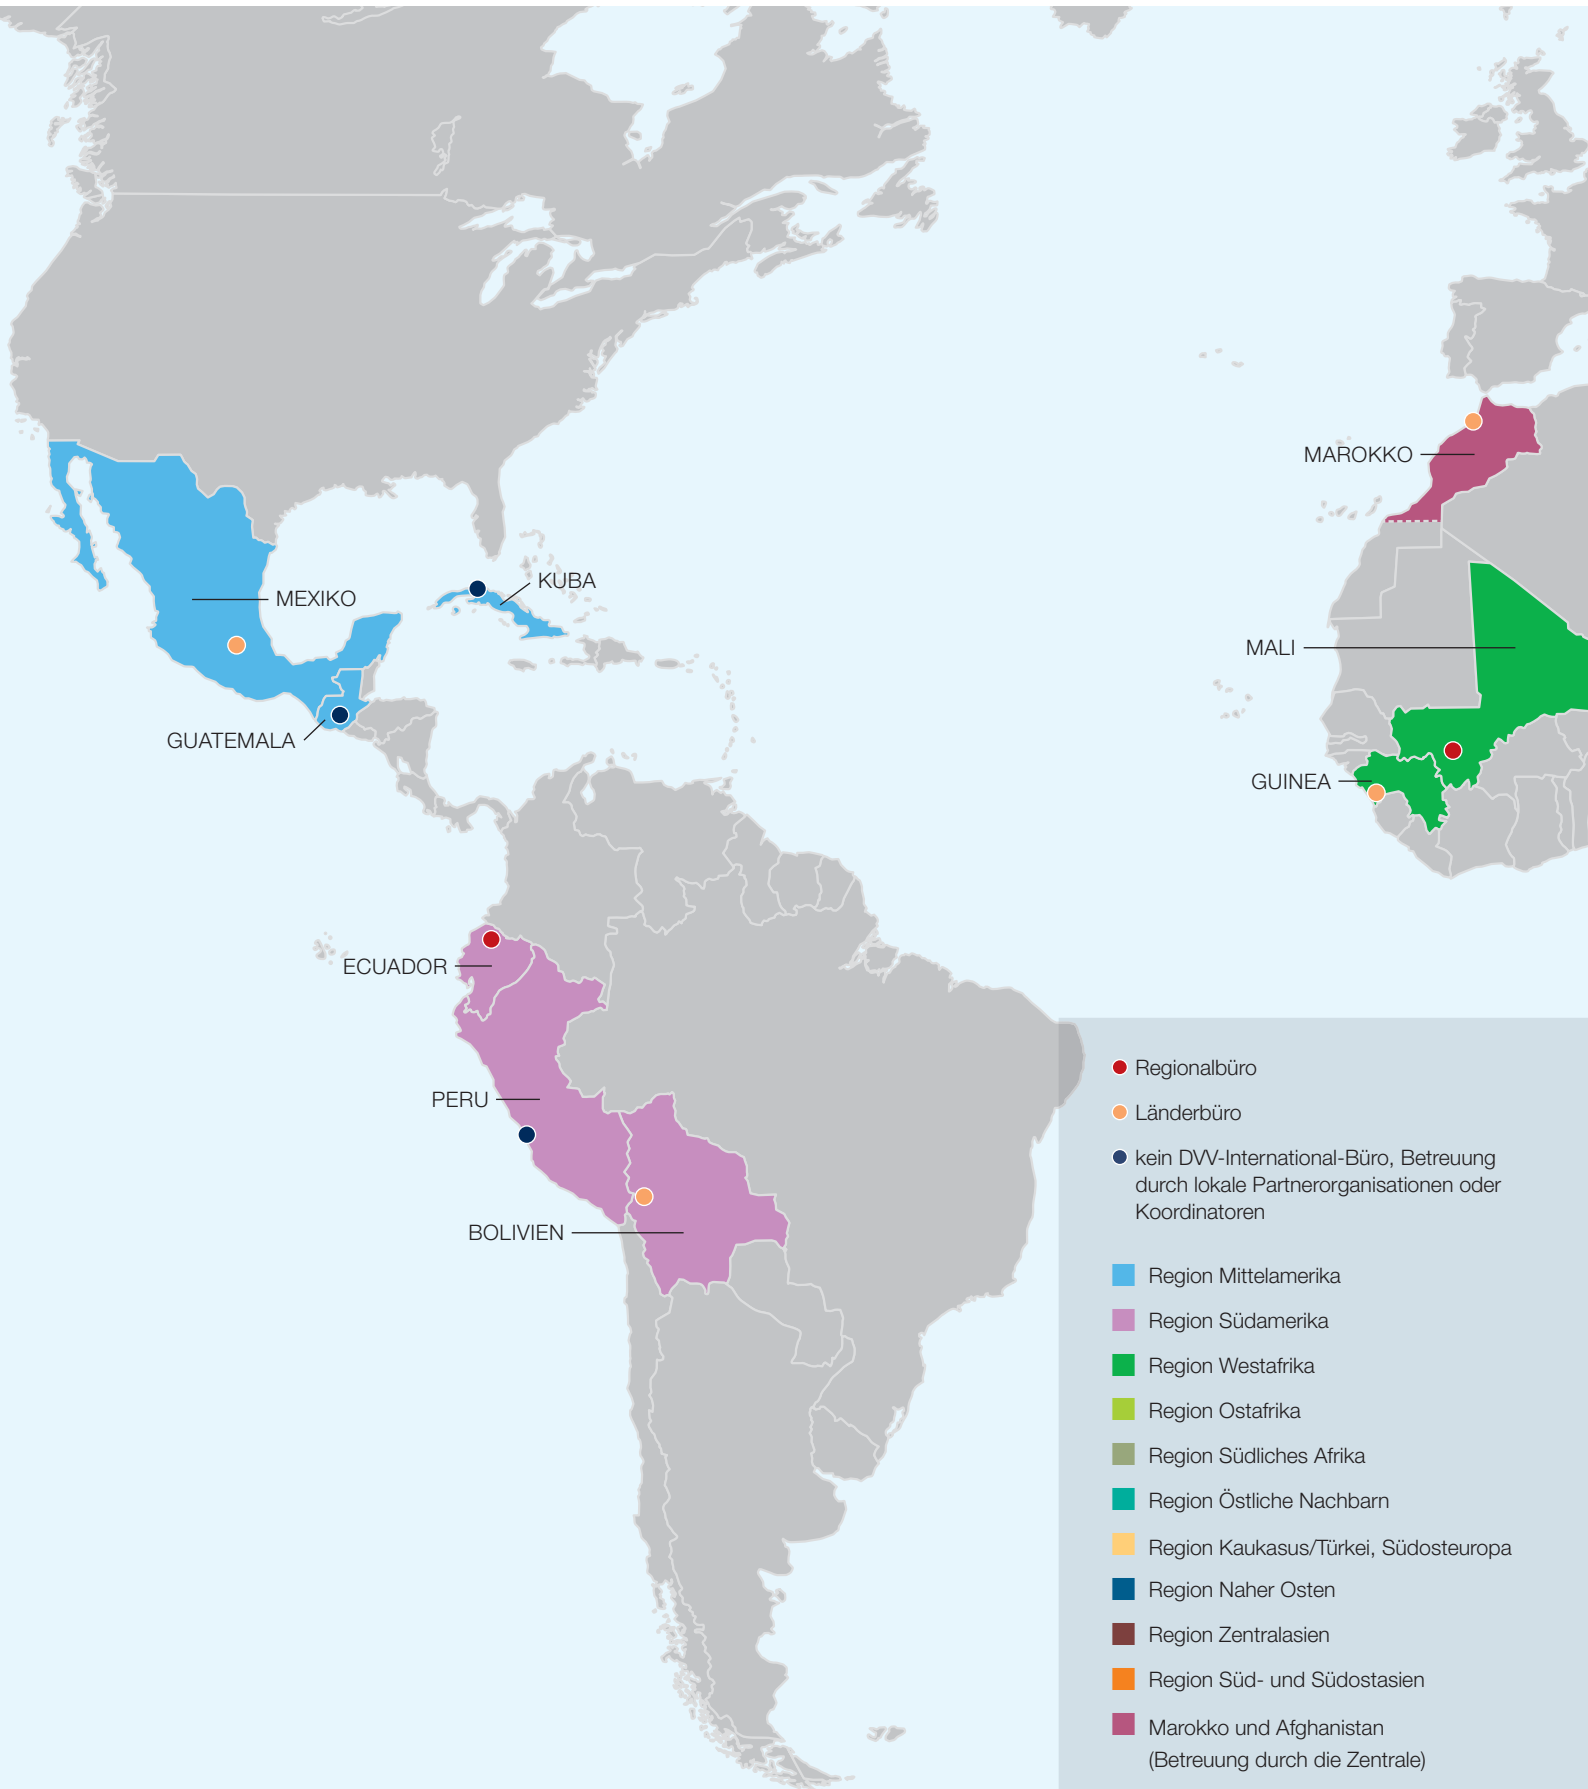 MAROKKO
KUBA
MEXIKO
MALI
GUATEMALA
GUINEA
ECUADOR
PERU
BOLIVIEN
Regionalbüro
Länderbüro
kein DVV-International-Büro, Betreuung
durch lokale Partnerorganisationen oder
Koordinatoren
Region Mittelamerika
Region Südamerika
Region Westafrika
Region Ostafrika
Region Südliches Afrika
Region Östliche Nachbarn
Region Kaukasus/Türkei, Südosteuropa
Region Naher Osten
Region Zentralasien
Region Süd- und Südostasien
Marokko und Afghanistan
(Betreuung durch die Zentrale)